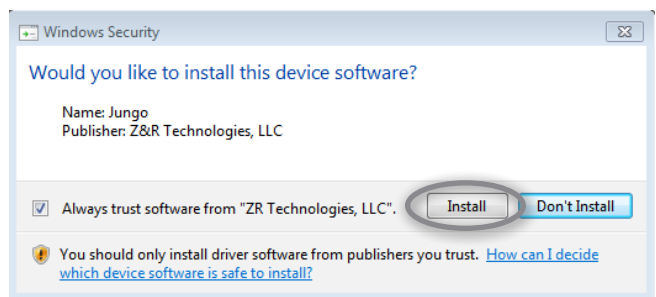 Windows Security
Would you like to install this device software?
Name: Jungo
Publisher: Z&R Technologies, LLC
Always trust software from "ZR Technologies, LLC".
Install
Don't Install
You should only install driver software from publishers you trust. How can I decide
which device software is safe to install?